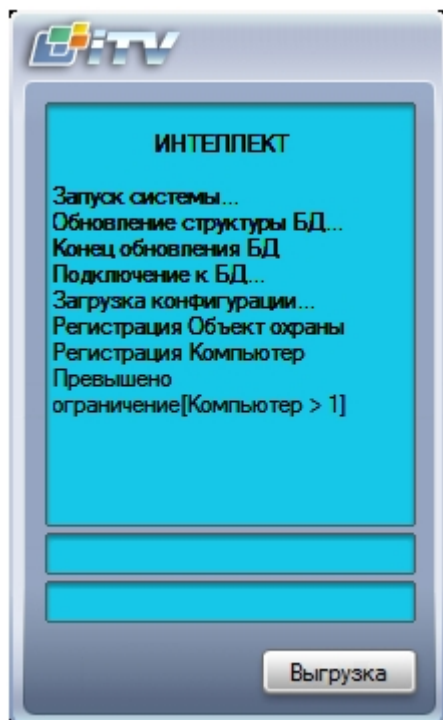 iTV
ИНТЕЛЛЕКТ
Запуск системы...
Обновление структуры БД...
Конец обновления БД
Подключение к БД...
Загрузка конфигурации...
Регистрация Объект охраны
Регистрация Компьютер
Превышено
ограничение[Компьютер > 1]
Выгрузка